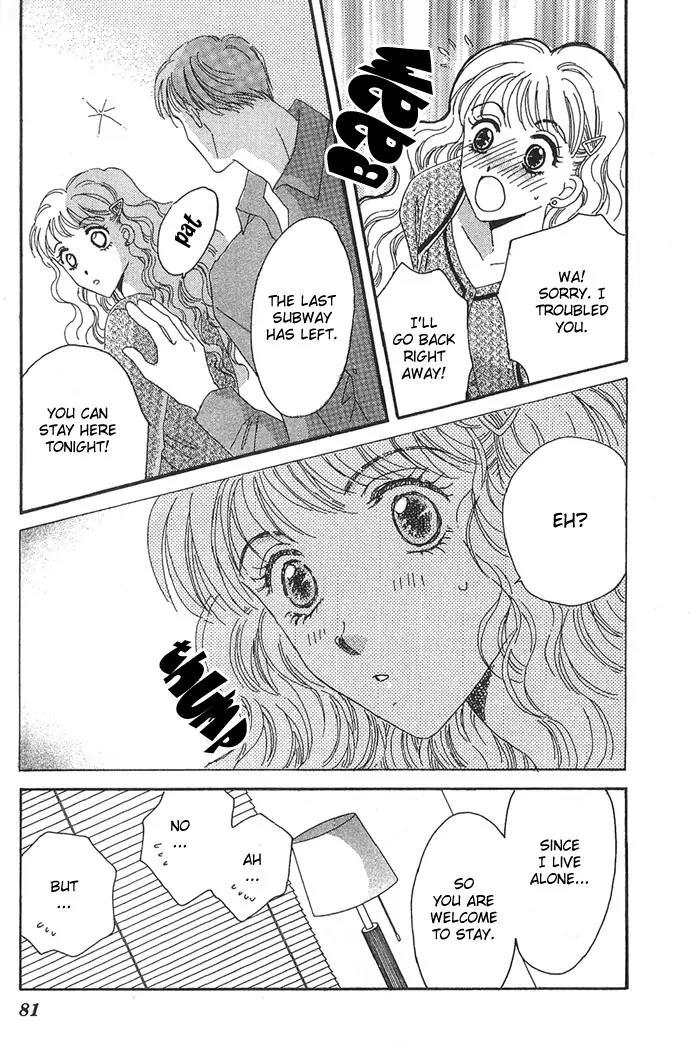 BAAM
WA!
SORRY. I
TROUBLED
YOU.
I'LL
GO BACK
RIGHT
AWAY!
pat
THE LAST
SUBWAY
HAS LEFT.
YOU CAN
STAY HERE
TONIGHT!
EH?
thump
SINCE
I LIVE
ALONE...
SO
YOU ARE
WELCOME
TO STAY.
AH
...
NO
...
BUT
...
81